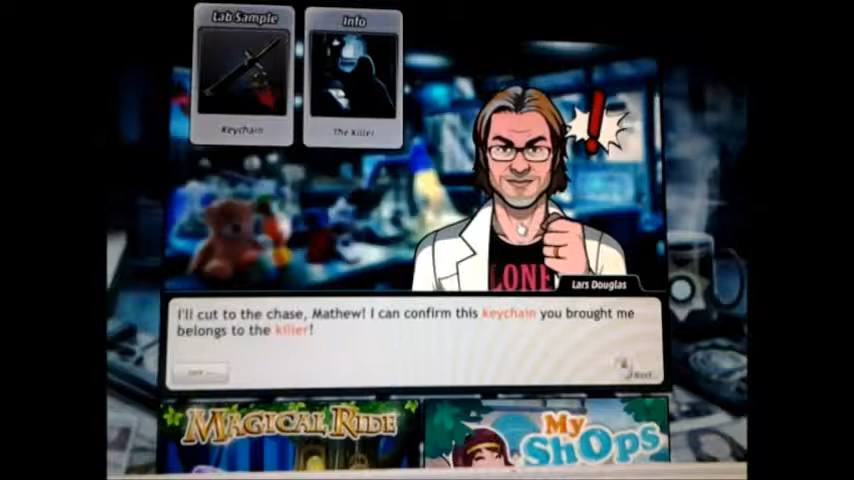 Lab Sample
Info
Keychain
The Killer
LONE
Lars Douglas
I'll cut to the chase, Mathew! I can confirm this keychain you brought me
belongs to the killer!
Next
MAGICAL RIDE
My
Shops